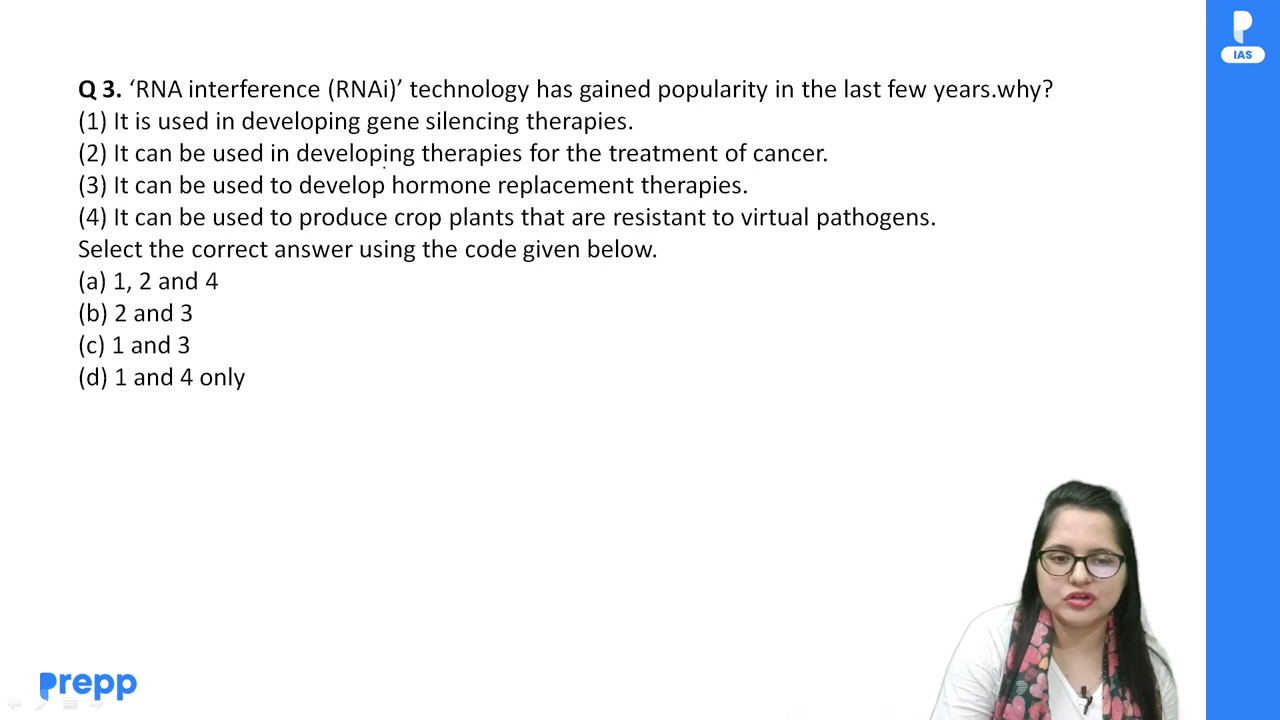 IAS
Q 3. ‘RNA interference (RNAi)’ technology has gained popularity in the last few years.why?
(1) It is used in developing gene silencing therapies.
(2) It can be used in developing therapies for the treatment of cancer.
(3) It can be used to develop hormone replacement therapies.
(4) It can be used to produce crop plants that are resistant to virtual pathogens.
Select the correct answer using the code given below.
(a) 1, 2 and 4
(b) 2 and 3
(c) 1 and 3
(d) 1 and 4 only
prepp